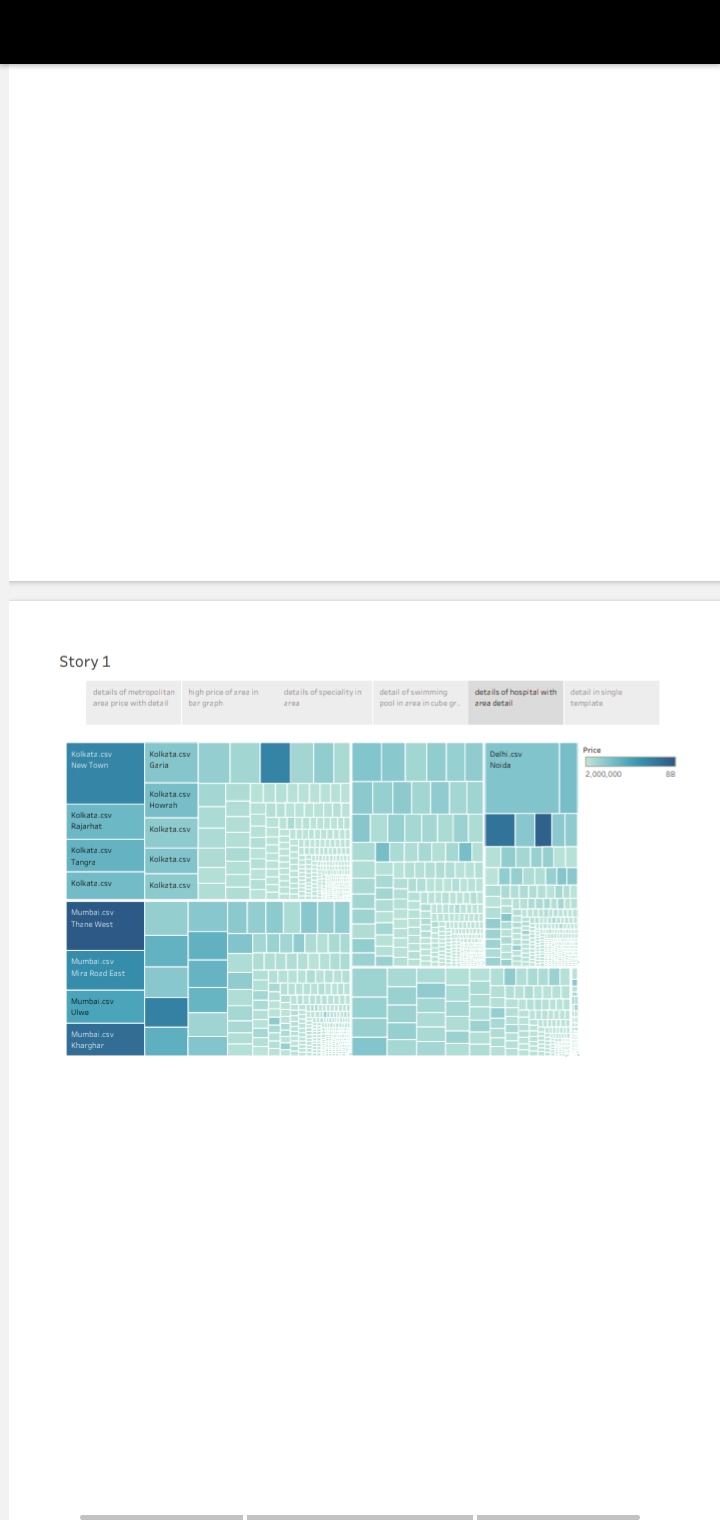 Story 1
details of metropolitan
area price with detail
high price of area in
bar graph
details of speciality in
area
detail of swimming
pool in area in cube gr..
details of hospital with
area detail
detail in single
template
Kolkata.csv
New Town
Kolkata.csv
Rajarhat
Kolkata.csv
Tangra
Kolkata.csv
Kolkata.csv
Garia
Kolkata.csv
Howrah
Kolkata.csv
Kolkata.csv
Kolkata.csv
Mumbai.csv
Thane West
Mumbai.csv
Mira Road East
Mumbai.csv
Ulwe
Mumbai.csv
Kharghar
Delhi.csv
Noida
Price
2,000,000 8B